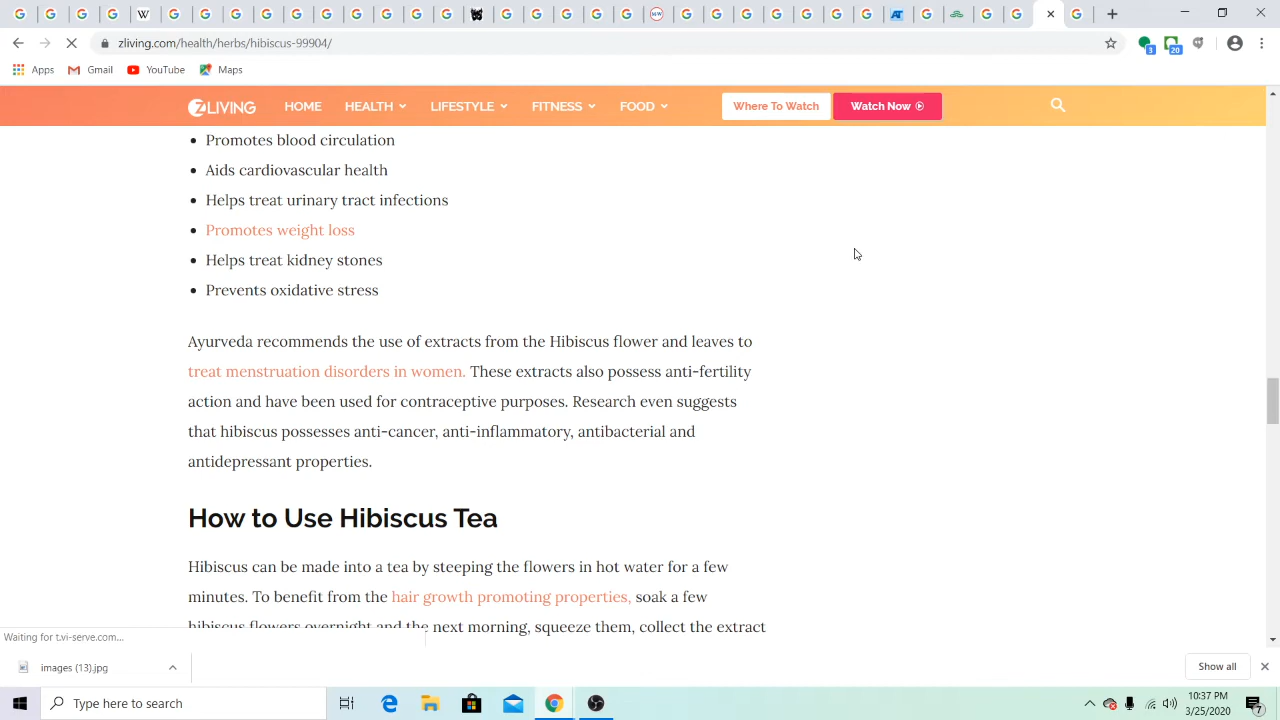 zliving.com/health/herbs/hibiscus-99904/
3
20
Apps
Gmail
YouTube
Maps
ZLIVING
HOME
HEALTH
LIFESTYLE
FITNESS
FOOD
Where To Watch
Watch Now
Promotes blood circulation
Aids cardiovascular health
Helps treat urinary tract infections
Promotes weight loss
Helps treat kidney stones
Prevents oxidative stress
Ayurveda recommends the use of extracts from the Hibiscus flower and leaves to
treat menstruation disorders in women. These extracts also possess anti-fertility
action and have been used for contraceptive purposes. Research even suggests
that hibiscus possesses anti-cancer, anti-inflammatory, antibacterial and
antidepressant properties.
How to Use Hibiscus Tea
Hibiscus can be made into a tea by steeping the flowers in hot water for a few
minutes. To benefit from the hair growth promoting properties, soak a few
hibiscus flowers overnight and the next morning, squeeze them, collect the extract
Waiting for t.vi-serve.com...
images (13).jpg
Show all
Type here to search
10:37 PM
3/25/2020
7